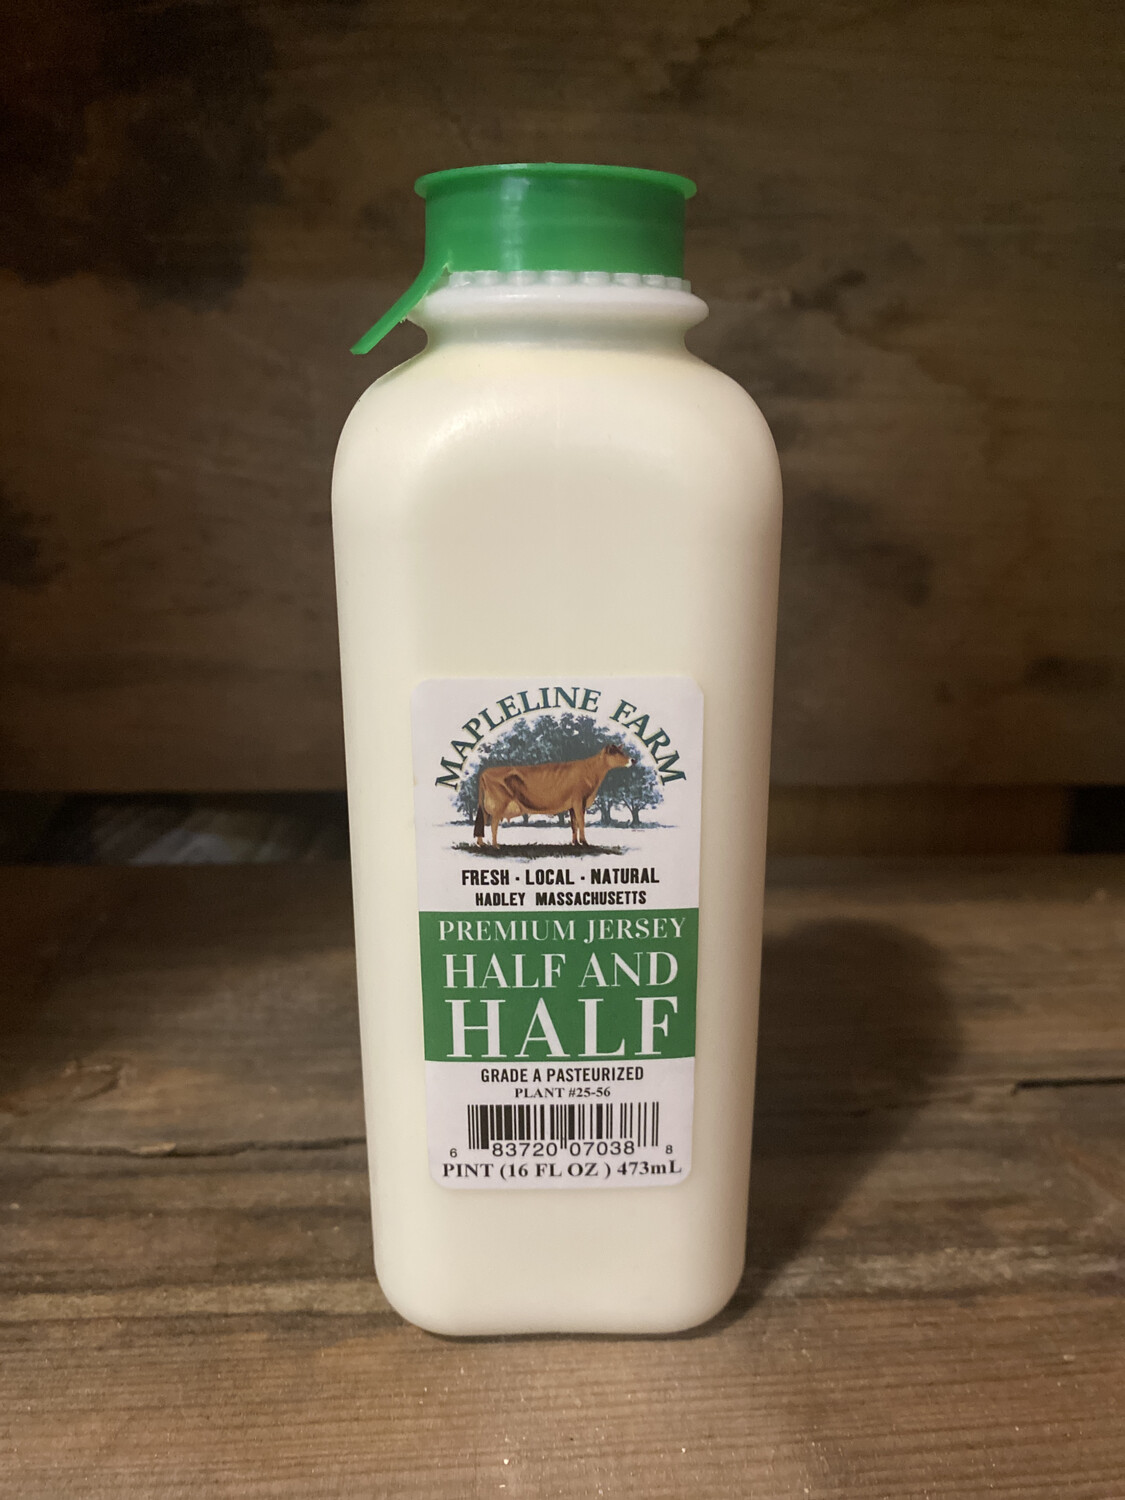 MAPLELINE FARM
FRESH · LOCAL · NATURAL
HADLEY MASSACHUSETTS
PREMIUM JERSEY
HALF AND
HALF
GRADE A PASTEURIZED
PLANT #25-56
6 83720 07038 8
PINT (16 FL OZ ) 473mL